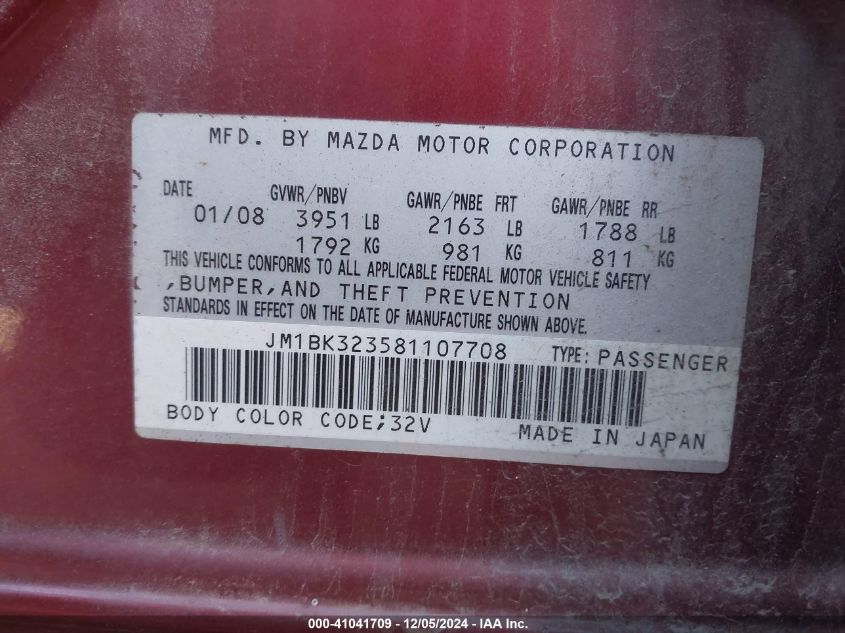 MFD. BY MAZDA MOTOR CORPORATION
DATE GVWR/PNBV GAWR/PNBE FRT GAWR/PNBE RR
01/08 3951 LB 2163 LB 1788 LB
1792 KG 981 KG 811 KG
THIS VEHICLE CONFORMS TO ALL APPLICABLE FEDERAL MOTOR VEHICLE SAFETY
,BUMPER,AND THEFT PREVENTION
STANDARDS IN EFFECT ON THE DATE OF MANUFACTURE SHOWN ABOVE.
JM1BK323581107708 TYPE: PASSENGER
BODY COLOR CODE;32V MADE IN JAPAN
000-41041709 - 12/05/2024 - IAA Inc.